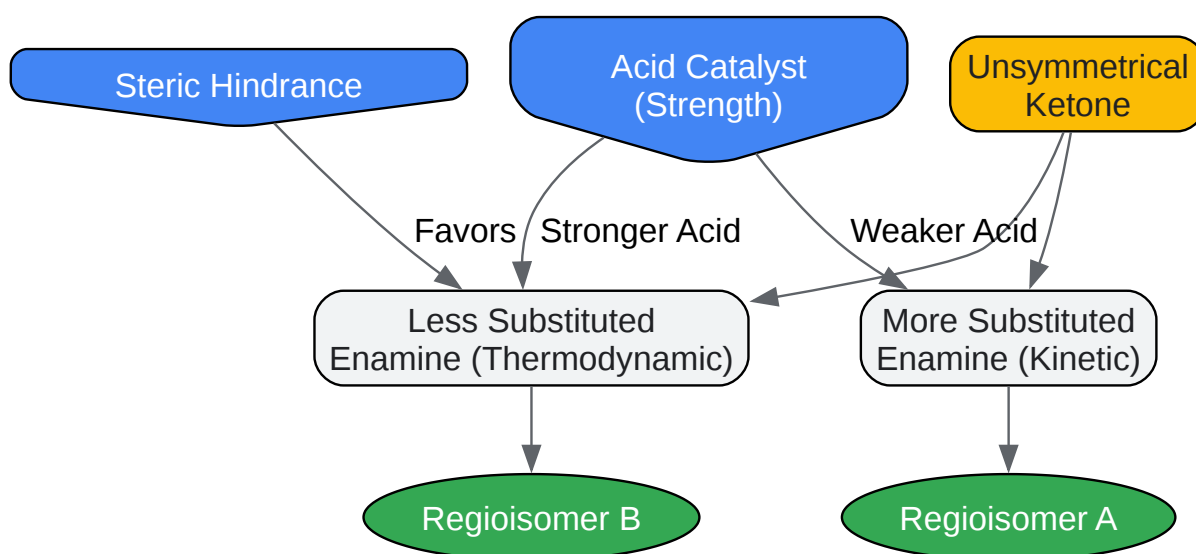 Steric Hindrance
Acid Catalyst
(Strength)
Unsymmetrical
Ketone
Favors
Stronger Acid
Weaker Acid
Less Substituted
Enamine (Thermodynamic)
More Substituted
Enamine (Kinetic)
Regioisomer B
Regioisomer A